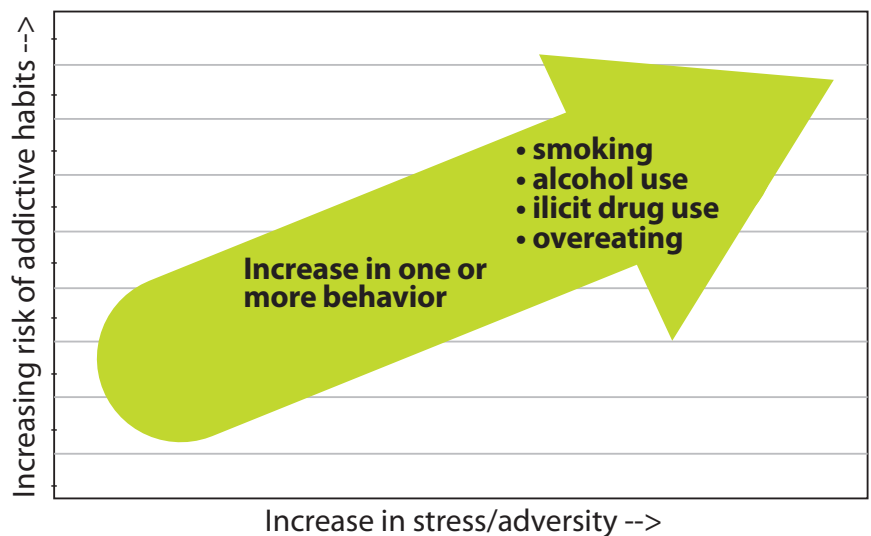 Increasing risk of addictive habits -->
• smoking
• alcohol use
• ilicit drug use
• overeating
Increase in one or
more behavior
Increase in stress/adversity -->